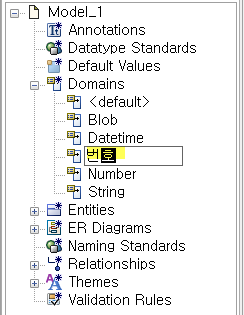 Model_1
Annotations
Datatype Standards
Default Values
Domains
<default>
Blob
Datetime
번호
Number
String
Entities
ER Diagrams
Naming Standards
Relationships
Themes
Validation Rules